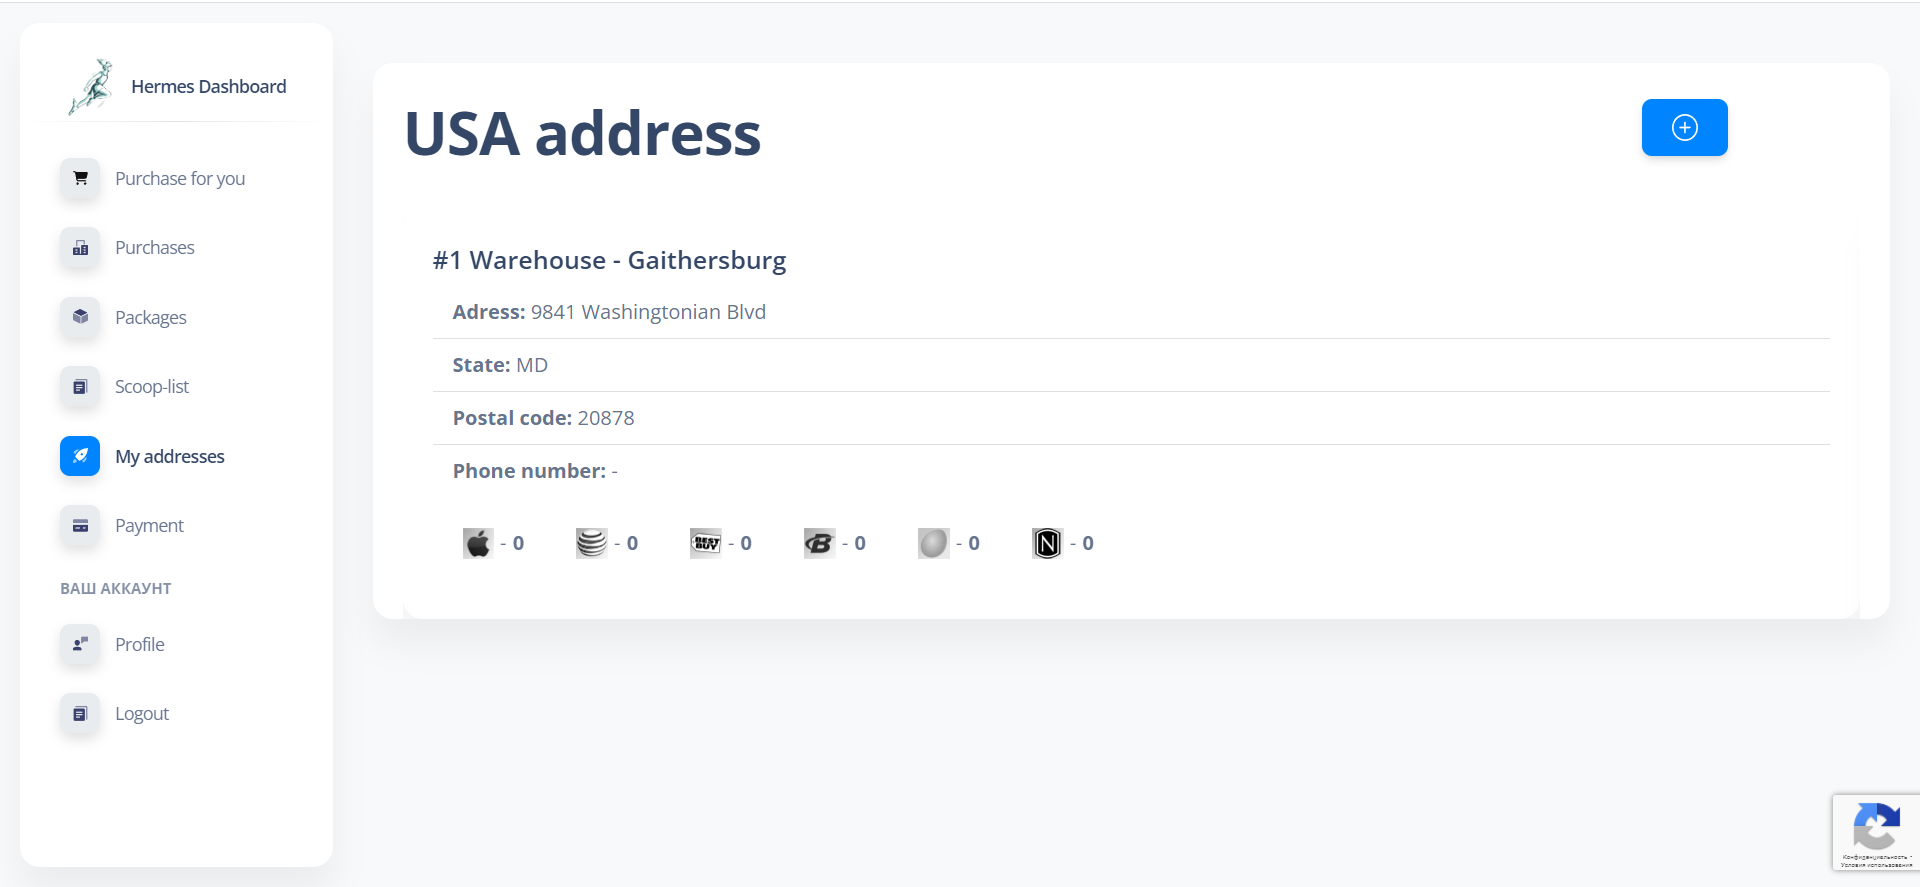 Hermes Dashboard
Purchase for you
Purchases
Packages
Scoop-list
My addresses
Payment
ВАШ АККАУНТ
Profile
Logout
USA address
#1 Warehouse - Gaithersburg
Adress: 9841 Washingtonian Blvd
State: MD
Postal code: 20878
Phone number: -
- 0
- 0
BEST BUY - 0
B - 0
- 0
N - 0
Конфиденциальность -
Условия использования